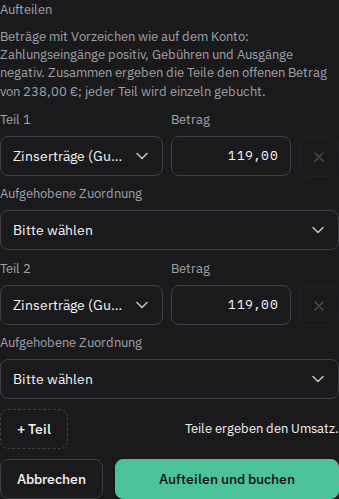 Aufteilen
Beträge mit Vorzeichen wie auf dem Konto:
Zahlungseingänge positiv, Gebühren und Ausgänge
negativ. Zusammen ergeben die Teile den offenen Betrag
von 238,00 €; jeder Teil wird einzeln gebucht.
Teil 1 Betrag
Zinserträge (Gu... 119,00
Aufgehobene Zuordnung
Bitte wählen
Teil 2 Betrag
Zinserträge (Gu... 119,00
Aufgehobene Zuordnung
Bitte wählen
+ Teil Teile ergeben den Umsatz.
Abbrechen Aufteilen und buchen